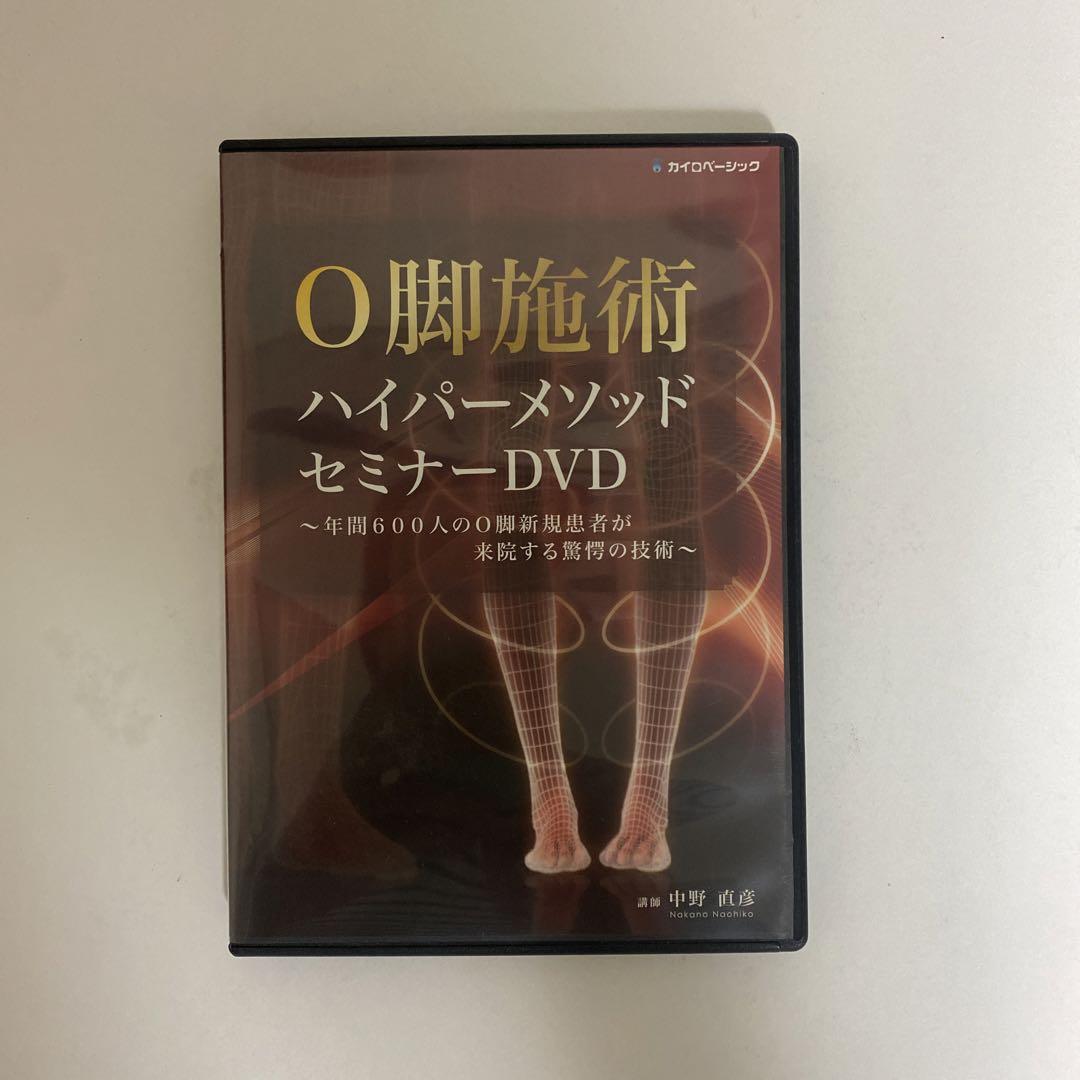 カイロベーシック
O脚施術
ハイパーメソッド
セミナーDVD
～年間600人のO脚新規患者が
来院する驚愕の技術～
講師 中野 直彦
Nakano Naohiko